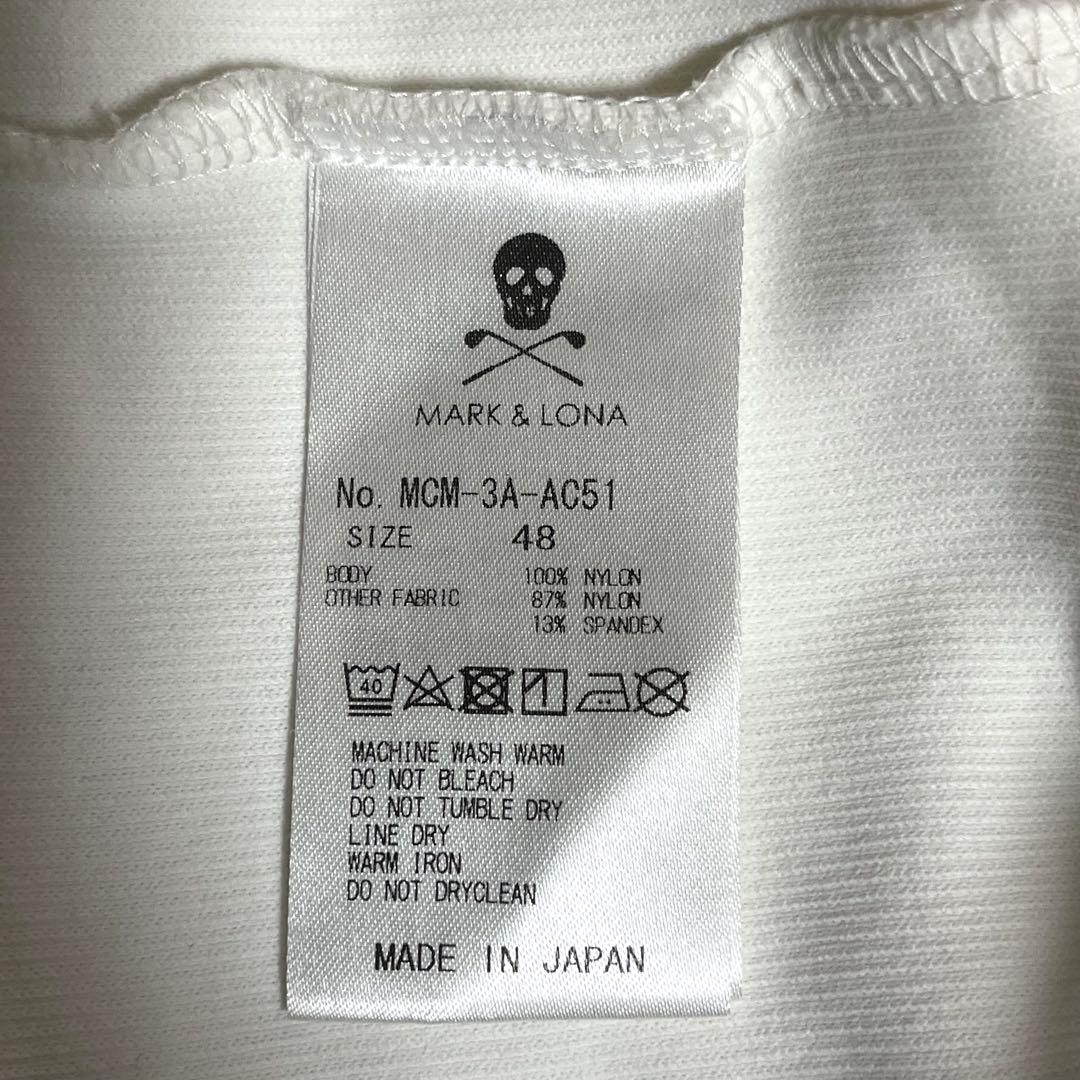 MARK & LONA
No. MCM-3A-AC51
SIZE 48
BODY 100% NYLON
OTHER FABRIC 87% NYLON
13% SPANDEX
40
MACHINE WASH WARM
DO NOT BLEACH
DO NOT TUMBLE DRY
LINE DRY
WARM IRON
DO NOT DRYCLEAN
MADE IN JAPAN